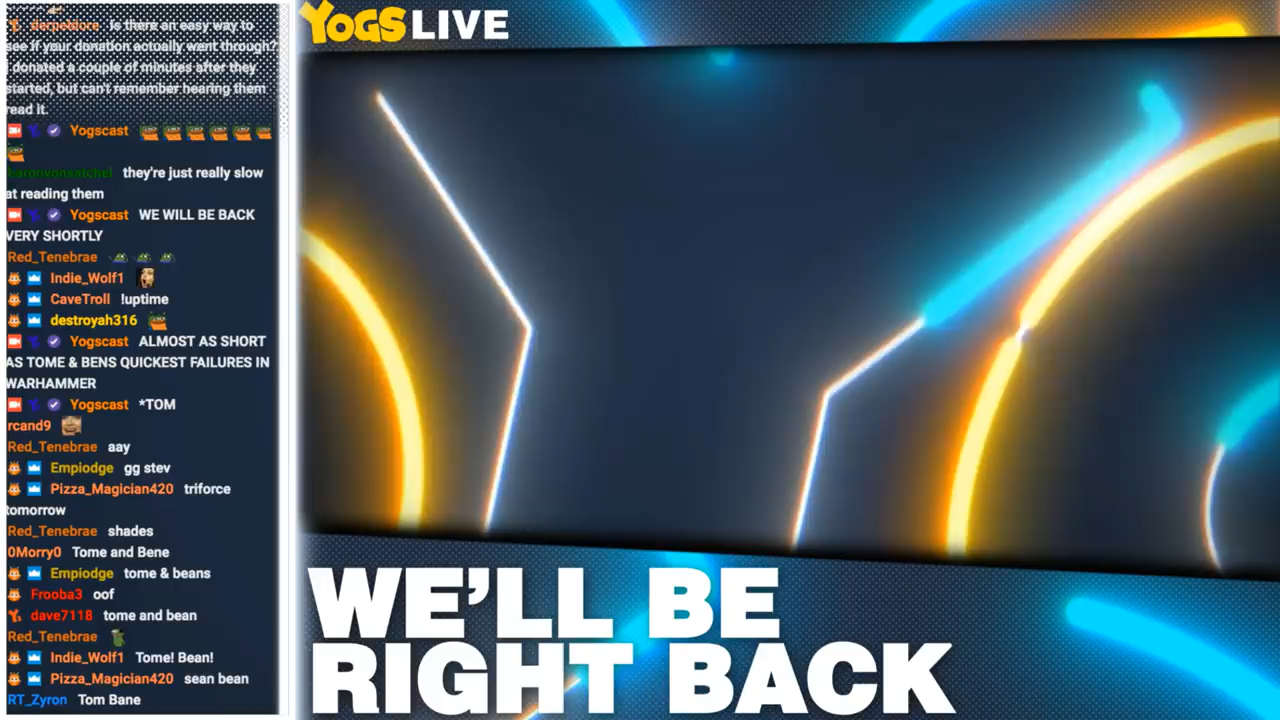 derpeldore Is there an easy way to
see if your donation actually went through?
donated a couple of minutes after they
started, but can't remember hearing them
read it.
Yogscast
baronvonsatchel they're just really slow
at reading them
Yogscast WE WILL BE BACK
VERY SHORTLY
Red_Tenebrae
Indie_Wolf1
CaveTroll !uptime
destroyah316
Yogscast ALMOST AS SHORT
AS TOME & BENS QUICKEST FAILURES IN
WARHAMMER
Yogscast *TOM
rcand9
Red_Tenebrae aay
Empiodge gg stev
Pizza_Magician420 triforce
tomorrow
Red_Tenebrae shades
0Morry0 Tome and Bene
Empiodge tome & beans
Frooba3 oof
dave7118 tome and bean
Red_Tenebrae
Indie_Wolf1 Tome! Bean!
Pizza_Magician420 sean bean
RT_Zyron Tom Bane
YOGS LIVE
WE'LL BE
RIGHT BACK